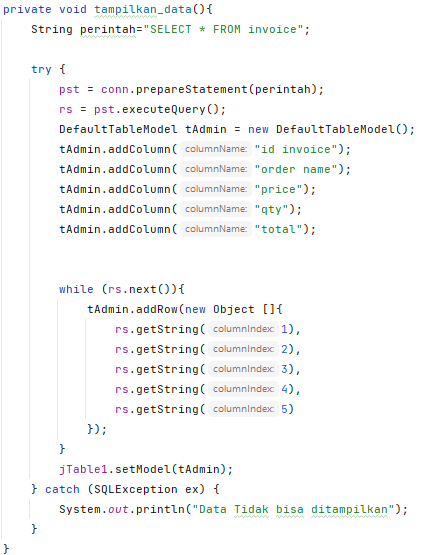 private void tampilkan_data(){
    String perintah="SELECT * FROM invoice";
    try {
        pst = conn.prepareStatement(perintah);
        rs = pst.executeQuery();
        DefaultTableModel tAdmin = new DefaultTableModel();
        tAdmin.addColumn( columnName: "id invoice");
        tAdmin.addColumn( columnName: "order name");
        tAdmin.addColumn( columnName: "price");
        tAdmin.addColumn( columnName: "qty");
        tAdmin.addColumn( columnName: "total");
        while (rs.next()){
            tAdmin.addRow(new Object []{
                rs.getString( columnIndex: 1),
                rs.getString( columnIndex: 2),
                rs.getString( columnIndex: 3),
                rs.getString( columnIndex: 4),
                rs.getString( columnIndex: 5)
            });
        }
        jTable1.setModel(tAdmin);
    } catch (SQLException ex) {
        System.out.println("Data Tidak bisa ditampilkan");
    }
}